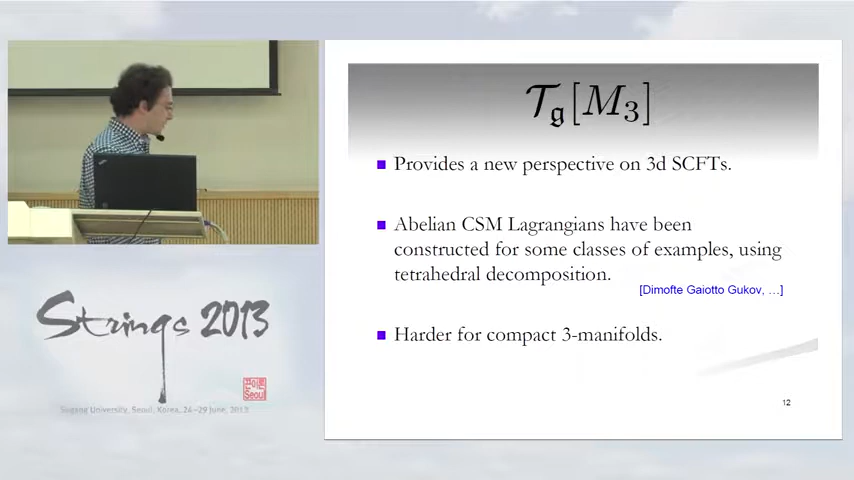 𝒯𝔤[M₃]
Provides a new perspective on 3d SCFTs.
Abelian CSM Lagrangians have been
constructed for some classes of examples, using
tetrahedral decomposition.
[Dimofte Gaiotto Gukov, ...]
Harder for compact 3-manifolds.
12
Strings 2013
Sogang University, Seoul, Korea, 24-29 June, 2013
Seoul